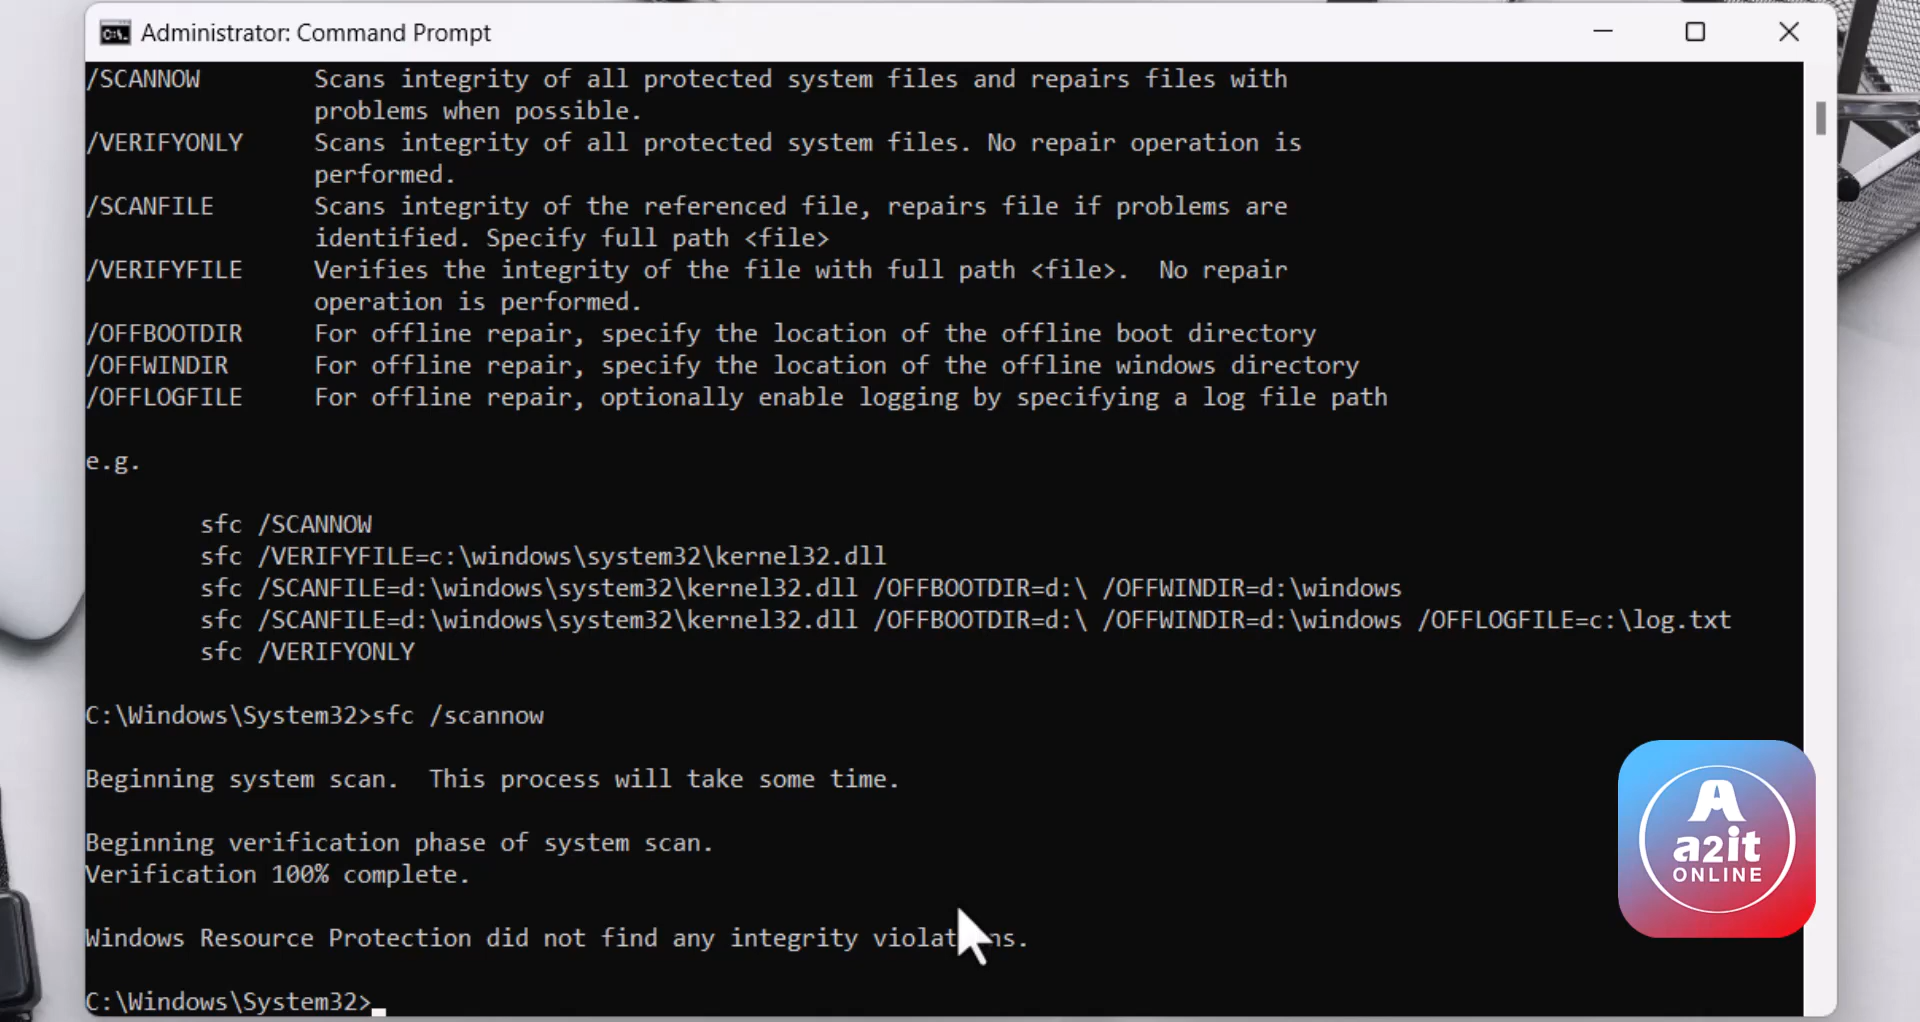 Administrator: Command Prompt
/SCANNOW Scans integrity of all protected system files and repairs files with
problems when possible.
/VERIFYONLY Scans integrity of all protected system files. No repair operation is
performed.
/SCANFILE Scans integrity of the referenced file, repairs file if problems are
identified. Specify full path <file>
/VERIFYFILE Verifies the integrity of the file with full path <file>.  No repair
operation is performed.
/OFFBOOTDIR For offline repair, specify the location of the offline boot directory
/OFFWINDIR For offline repair, specify the location of the offline windows directory
/OFFLOGFILE For offline repair, optionally enable logging by specifying a log file path
e.g.
sfc /SCANNOW
sfc /VERIFYFILE=c:\windows\system32\kernel32.dll
sfc /SCANFILE=d:\windows\system32\kernel32.dll /OFFBOOTDIR=d:\ /OFFWINDIR=d:\windows
sfc /SCANFILE=d:\windows\system32\kernel32.dll /OFFBOOTDIR=d:\ /OFFWINDIR=d:\windows /OFFLOGFILE=c:\log.txt
sfc /VERIFYONLY
C:\Windows\System32>sfc /scannow
Beginning system scan.  This process will take some time.
Beginning verification phase of system scan.
Verification 100% complete.
Windows Resource Protection did not find any integrity violations.
C:\Windows\System32>
A
a2it
ONLINE